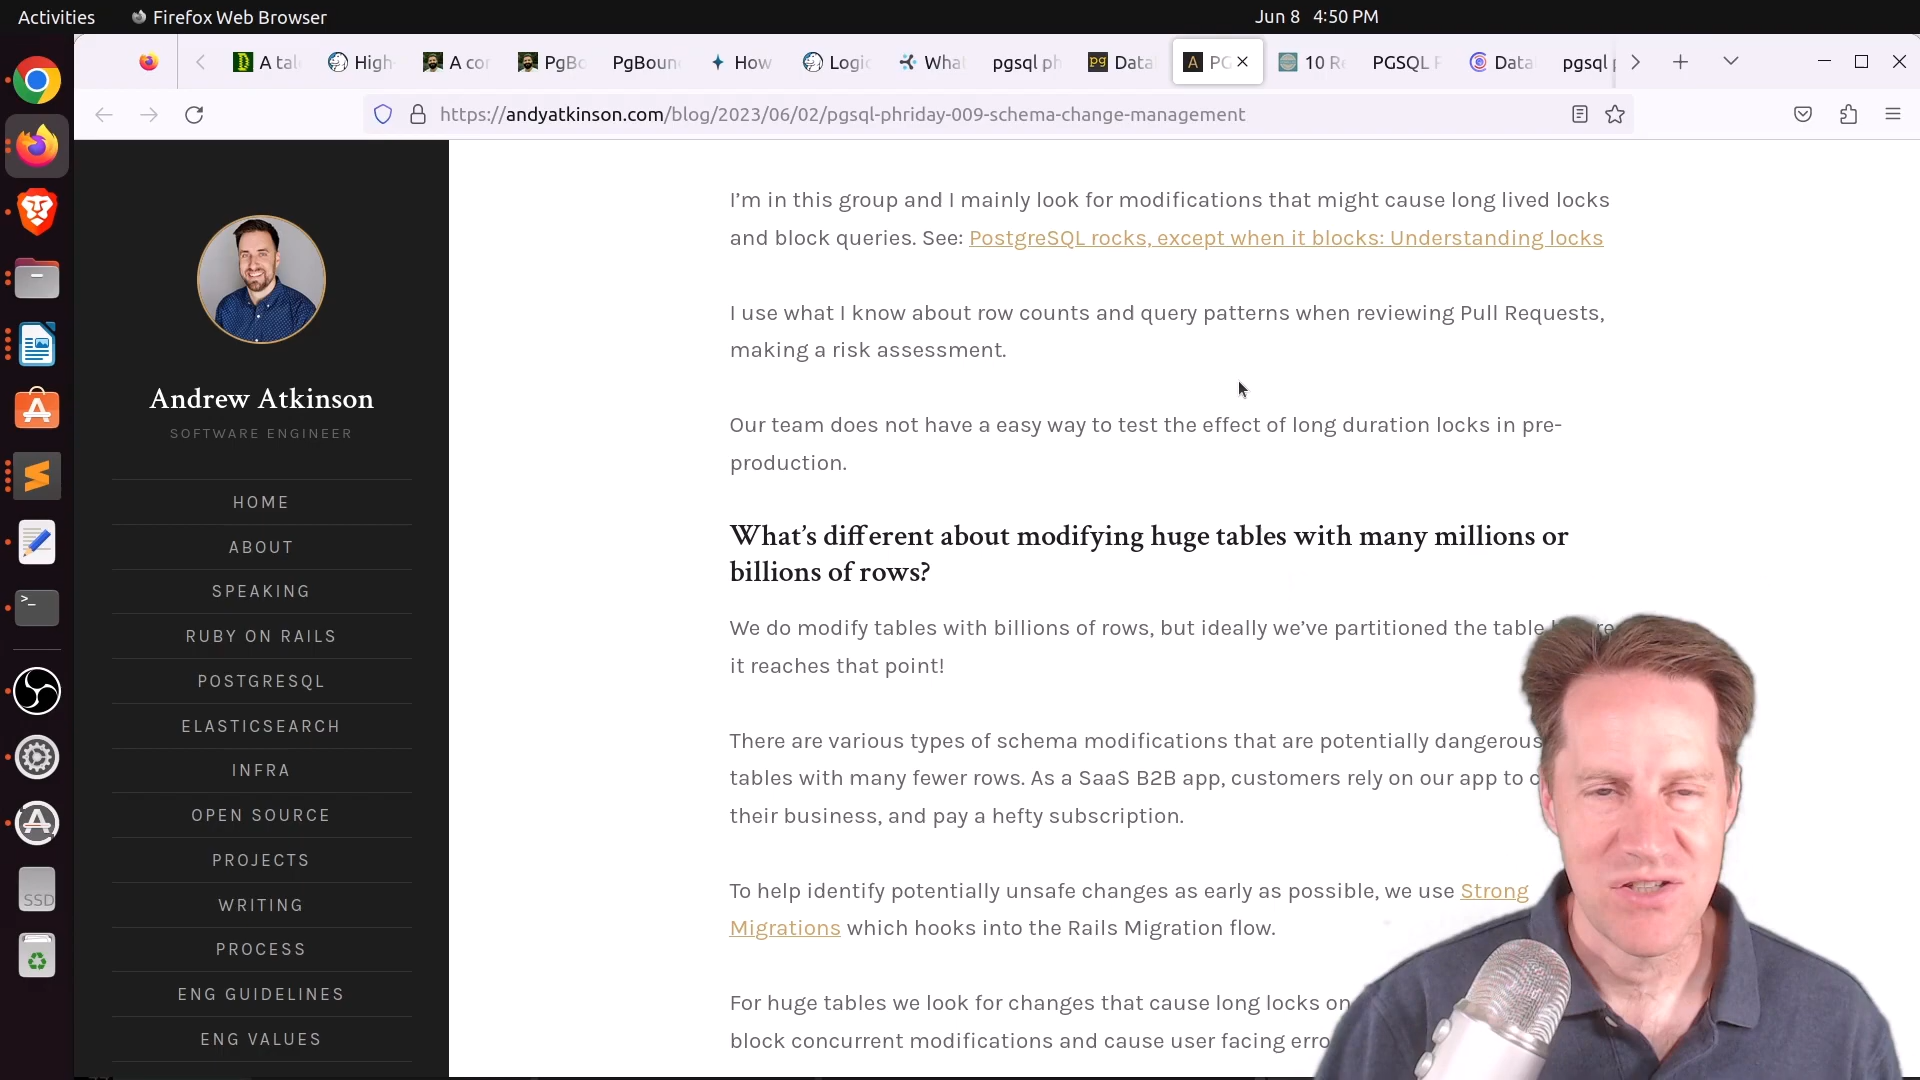 Activities
Firefox Web Browser
Jun 8 4:50 PM
A tal
High-
A cor
PgBo
PgBoun
How
Logic
What
pgsql ph
Data
PG
10 Re
PGSQL P
Data
pgsql p
https://andyatkinson.com/blog/2023/06/02/pgsql-phriday-009-schema-change-management
Andrew Atkinson
SOFTWARE ENGINEER
HOME
ABOUT
SPEAKING
RUBY ON RAILS
POSTGRESQL
ELASTICSEARCH
INFRA
OPEN SOURCE
PROJECTS
WRITING
PROCESS
ENG GUIDELINES
ENG VALUES
SSD
I’m in this group and I mainly look for modifications that might cause long lived locks
and block queries. See: PostgreSQL rocks, except when it blocks: Understanding locks
I use what I know about row counts and query patterns when reviewing Pull Requests,
making a risk assessment.
Our team does not have a easy way to test the effect of long duration locks in pre-
production.
What’s different about modifying huge tables with many millions or
billions of rows?
We do modify tables with billions of rows, but ideally we’ve partitioned the table
it reaches that point!
There are various types of schema modifications that are potentially dangerous
tables with many fewer rows. As a SaaS B2B app, customers rely on our app to
their business, and pay a hefty subscription.
To help identify potentially unsafe changes as early as possible, we use Strong
Migrations which hooks into the Rails Migration flow.
For huge tables we look for changes that cause long locks on
block concurrent modifications and cause user facing erro